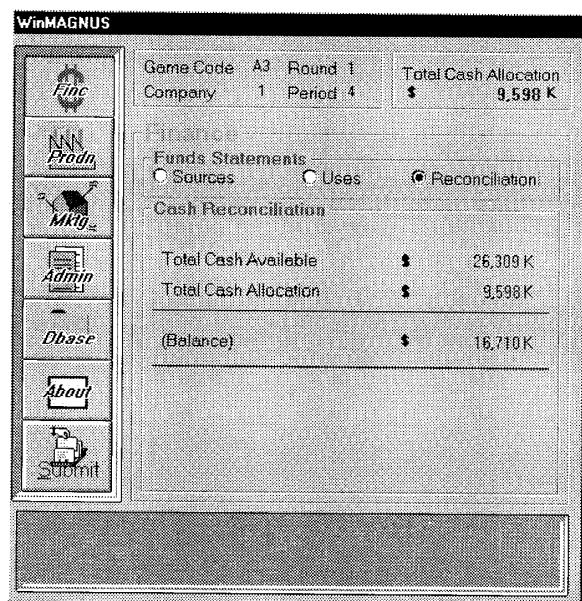 WinMAGNUS
Finc
Prodn
Mktg
Admin
Dbase
About
Submit
Game Code A3 Round 1
Company 1 Period 4
Total Cash Allocation
$ 9,598 K
Finance
Funds Statements
Sources Uses Reconciliation
Cash Reconciliation
Total Cash Available $ 26,309 K
Total Cash Allocation $ 9,598 K
(Balance) $ 16,710 K